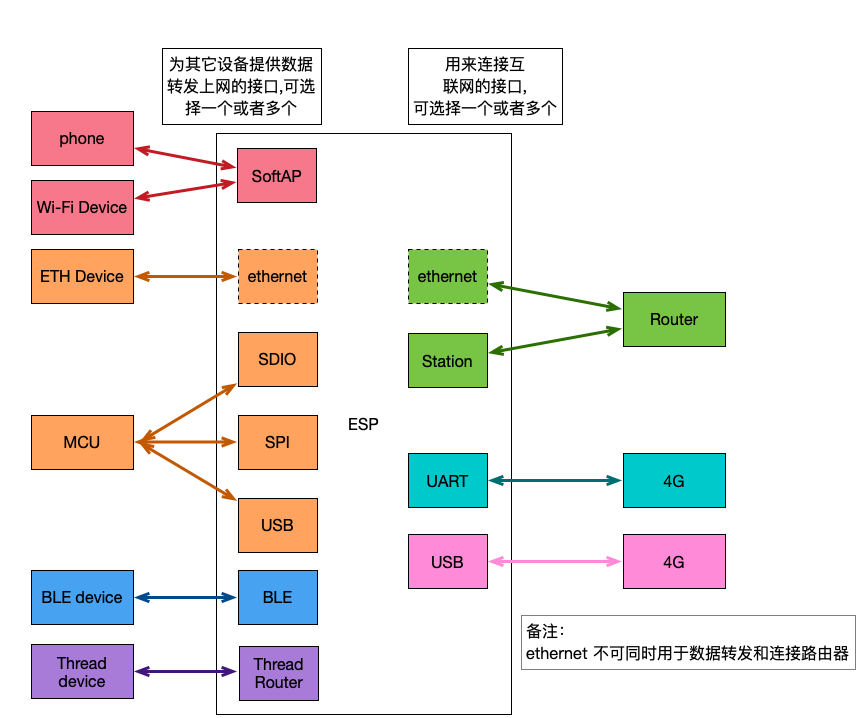 为其它设备提供数据
转发上网的接口,可选
择一个或者多个
用来连接互
联网的接口,
可选择一个或者多个
phone
SoftAP
Wi-Fi Device
ETH Device
ethernet
ethernet
Router
SDIO
Station
ESP
MCU
SPI
UART
4G
USB
USB
4G
BLE device
BLE
备注：
ethernet 不可同时用于数据转发和连接路由器
Thread
device
Thread
Router